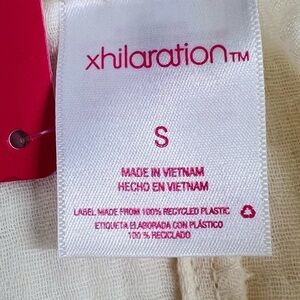 xhilaration™
S
MADE IN VIETNAM
HECHO EN VIETNAM
LABEL MADE FROM 100% RECYCLED PLASTIC
ETIQUETA ELABORADA CON PLÁSTICO
100 % RECICLADO